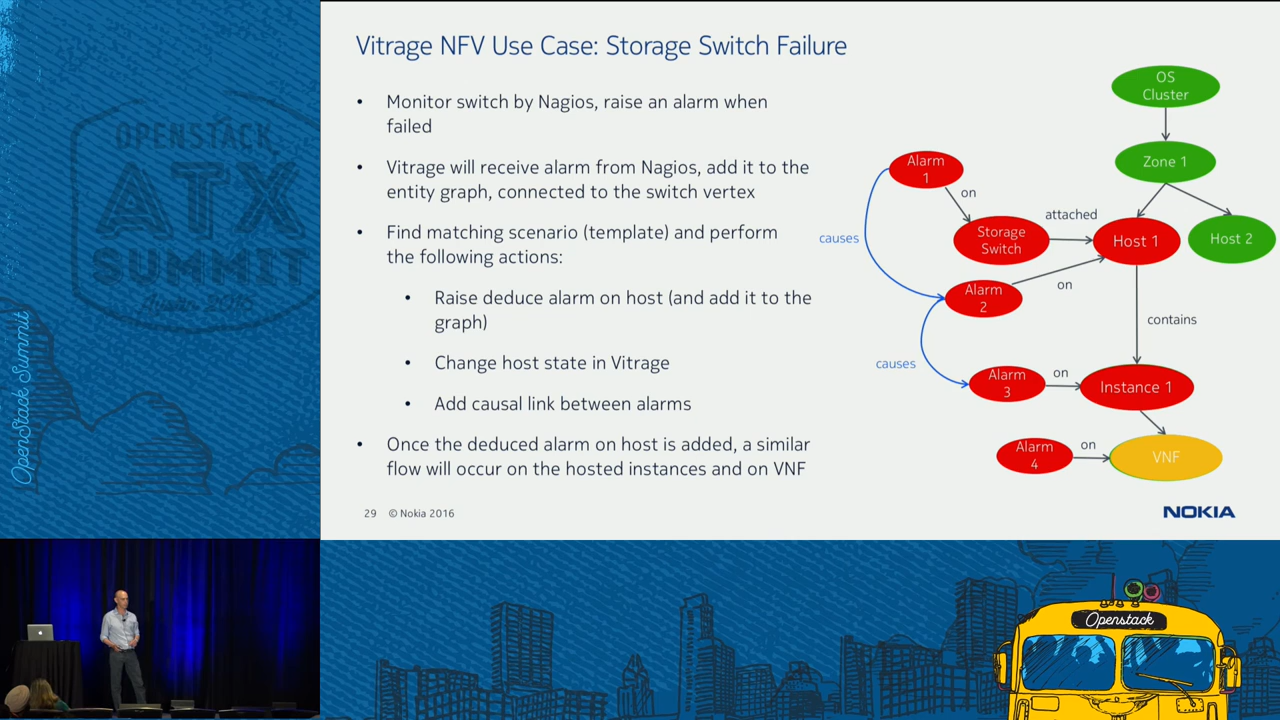 OPENSTACK
ATX
SUMMIT
Austin
OpenStack Summit
Vitrage NFV Use Case: Storage Switch Failure
• Monitor switch by Nagios, raise an alarm when
failed
• Vitrage will receive alarm from Nagios, add it to the
entity graph, connected to the switch vertex
• Find matching scenario (template) and perform
the following actions:
• Raise deduce alarm on host (and add it to the
graph)
• Change host state in Vitrage
• Add causal link between alarms
• Once the deduced alarm on host is added, a similar
flow will occur on the hosted instances and on VNF
OS
Cluster
Zone 1
Alarm
1
on
attached
Storage
Switch
Host 1
Host 2
causes
Alarm
2
on
contains
causes
Alarm
3
on
Instance 1
Alarm
4
on
VNF
29 © Nokia 2016
NOKIA
Openstack